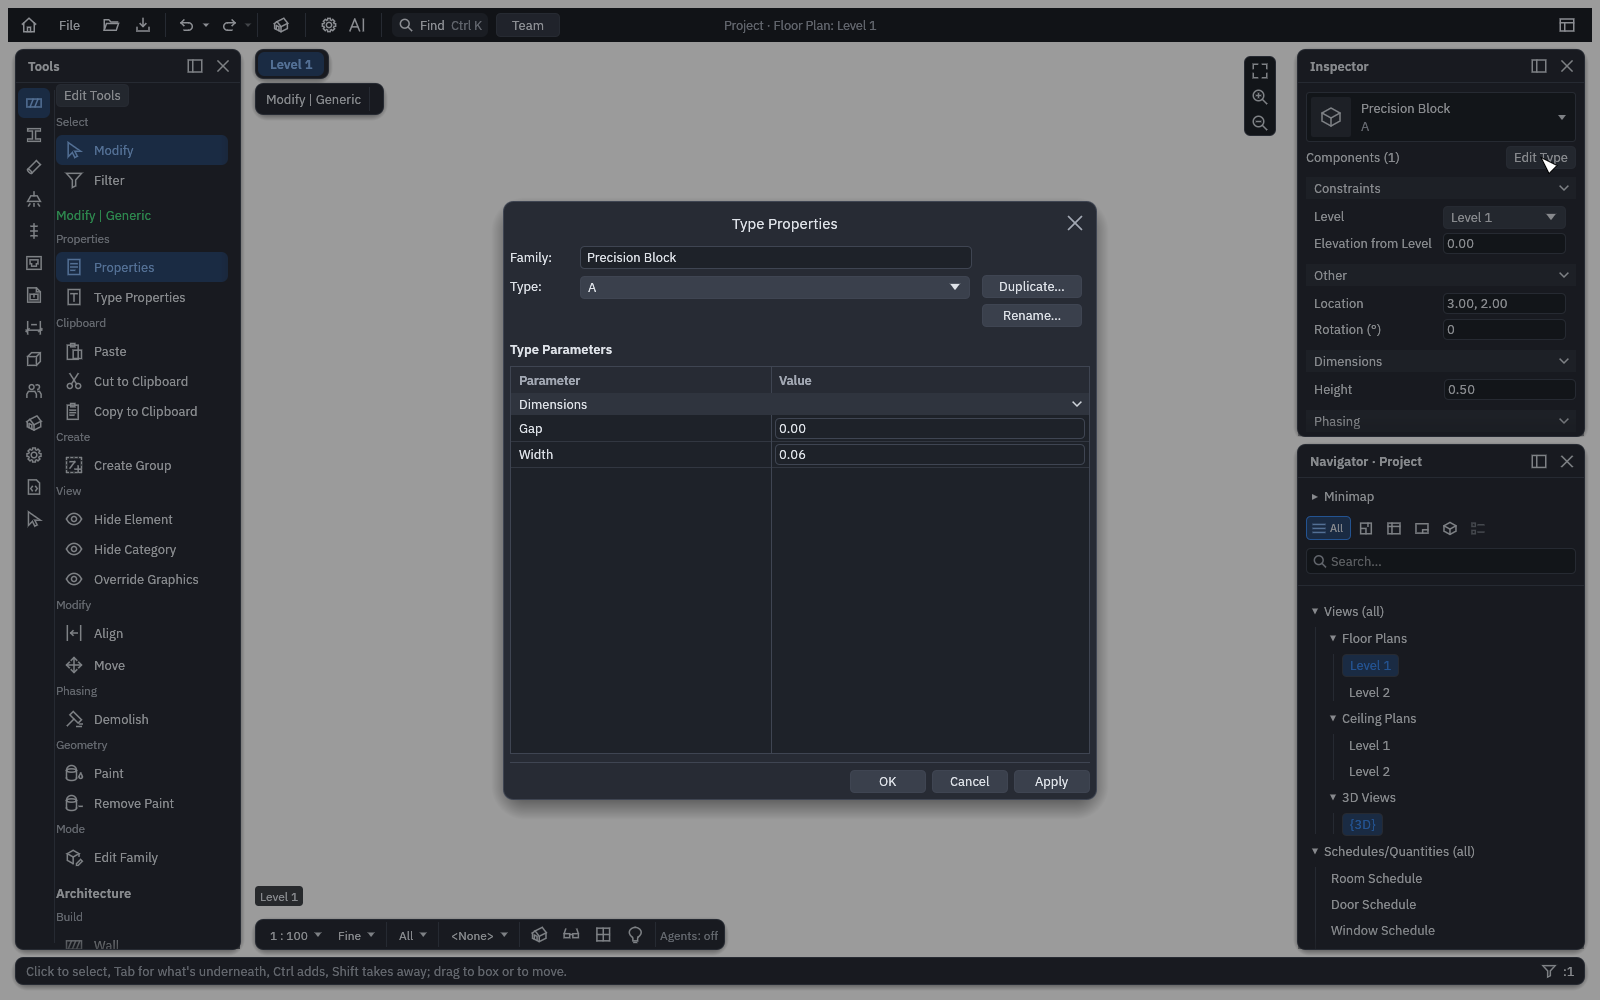 File
Find Ctrl K
Team
Project · Floor Plan: Level 1
Tools
Edit Tools
Select
Modify
Filter
Modify | Generic
Properties
Properties
Type Properties
Clipboard
Paste
Cut to Clipboard
Copy to Clipboard
Create
Create Group
View
Hide Element
Hide Category
Override Graphics
Modify
Align
Move
Phasing
Demolish
Geometry
Paint
Remove Paint
Mode
Edit Family
Architecture
Build
Wall
Level 1
Modify | Generic
Type Properties
Family: Precision Block
Type: A
Duplicate...
Rename...
Type Parameters
Parameter Value
Dimensions
Gap 0.00
Width 0.06
OK Cancel Apply
Level 1
1 : 100 Fine All <None> Agents: off
Inspector
Precision Block
A
Components (1) Edit Type
Constraints
Level Level 1
Elevation from Level 0.00
Other
Location 3.00, 2.00
Rotation (°) 0
Dimensions
Height 0.50
Phasing
Navigator · Project
Minimap
All
Search...
Views (all)
Floor Plans
Level 1
Level 2
Ceiling Plans
Level 1
Level 2
3D Views
{3D}
Schedules/Quantities (all)
Room Schedule
Door Schedule
Window Schedule
Click to select, Tab for what's underneath, Ctrl adds, Shift takes away; drag to box or to move.
:1